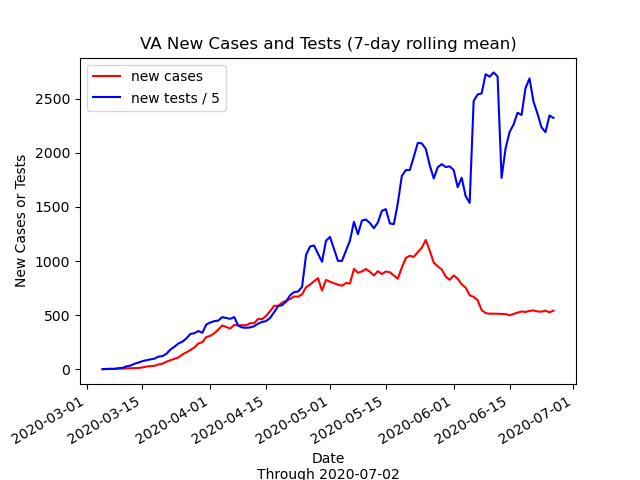 VA New Cases and Tests (7-day rolling mean)
new cases
new tests / 5
New Cases or Tests
2500
2000
1500
1000
500
0
2020-03-01
2020-03-15
2020-04-01
2020-04-15
2020-05-01
2020-05-15
2020-06-01
2020-06-15
2020-07-01
Date
Through 2020-07-02